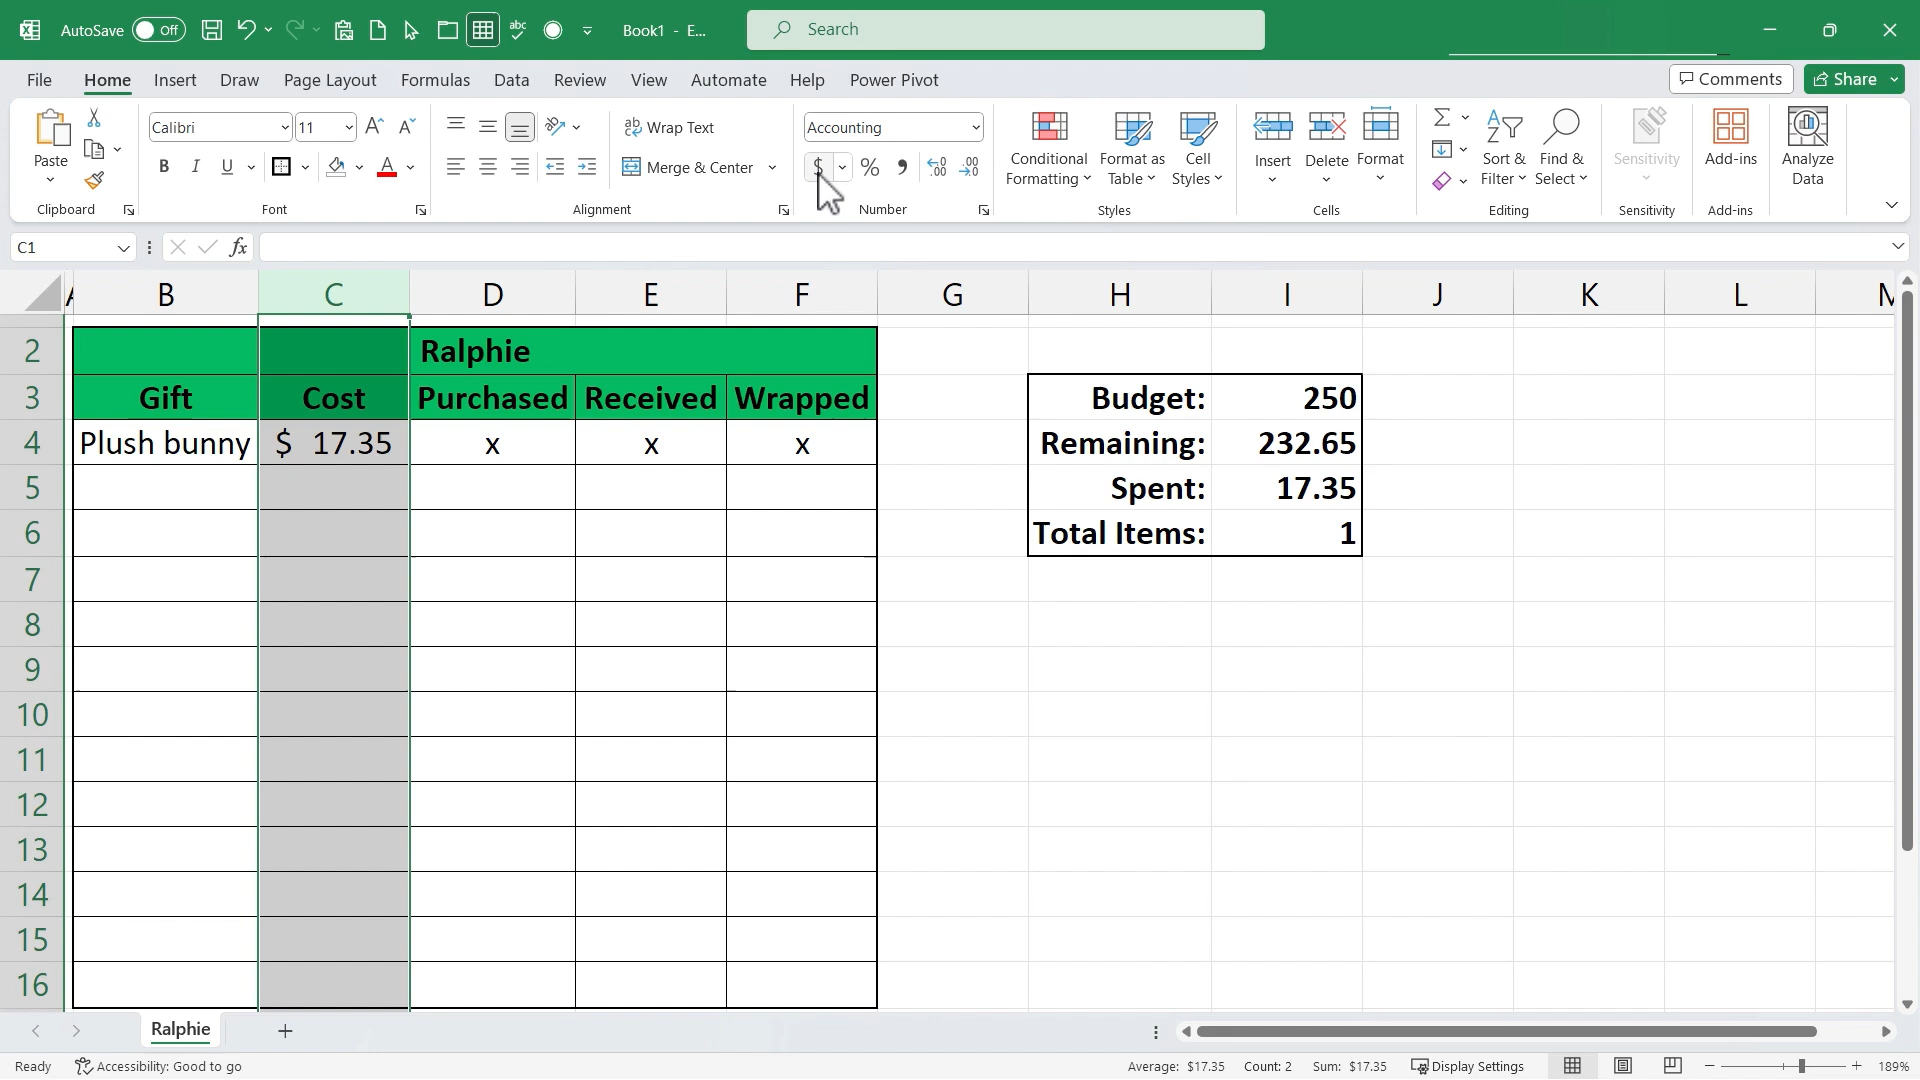 AutoSave Off Book1 - E... Search
File Home Insert Draw Page Layout Formulas Data Review View Automate Help Power Pivot Comments Share
Paste Calibri 11 Wrap Text Accounting Conditional Formatting Format as Table Cell Styles Insert Delete Format Sort & Filter Find & Select Sensitivity Add-ins Analyze Data
B I U A Merge & Center $ %
Clipboard Font Alignment Number Styles Cells Editing Sensitivity Add-ins
C1 fx
A B C D E F G H I J K L M
2 Ralphie
3 Gift Cost Purchased Received Wrapped Budget: 250
4 Plush bunny $ 17.35 x x x Remaining: 232.65
5 Spent: 17.35
6 Total Items: 1
7
8
9
10
11
12
13
14
15
16
Ralphie
Ready Accessibility: Good to go Average: $17.35 Count: 2 Sum: $17.35 Display Settings 189%